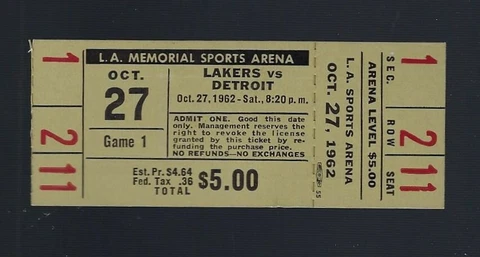 1
2
11
L.A. MEMORIAL SPORTS ARENA
OCT.
27
Game 1
LAKERS vs
DETROIT
Oct. 27, 1962 - Sat., 8:20 p.m.
ADMIT ONE. Good this date
only. Management reserves the
right to revoke the license
granted by this ticket by re-
funding the purchase price.
NO REFUNDS—NO EXCHANGES
Est. Pr. $4.64
Fed. Tax .36
TOTAL
$5.00
L. A. SPORTS ARENA
OCT. 27, 1962
ARENA LEVEL $5.00
1
2
11
SEC.
ROW
SEAT